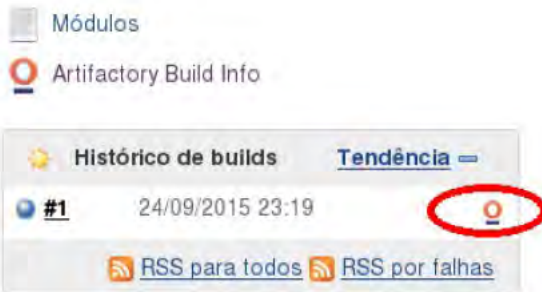 Módulos
Artifactory Build Info
Histórico de builds Tendência
#1 24/09/2015 23:19
RSS para todos RSS por falhas